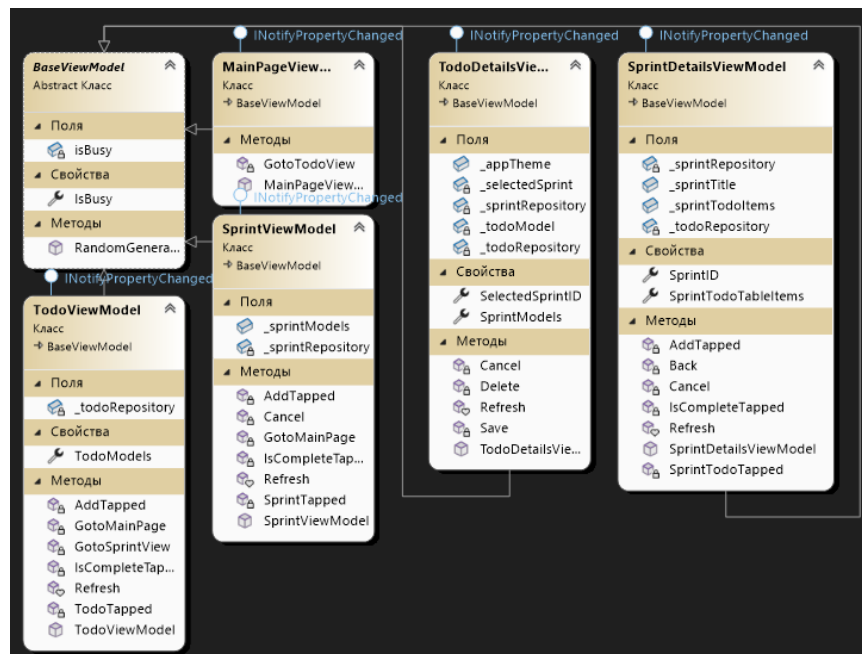 INotifyPropertyChanged
INotifyPropertyChanged
INotifyPropertyChanged
BaseViewModel
Abstract Класс
Поля
isBusy
Свойства
IsBusy
Методы
RandomGenera...
MainPageView...
Класс
BaseViewModel
Методы
GotoTodoView
MainPageView...
INotifyPropertyChanged
SprintViewModel
Класс
BaseViewModel
Поля
_sprintModels
_sprintRepository
Методы
AddTapped
Cancel
GotoMainPage
IsCompleteTap...
Refresh
SprintTapped
SprintViewModel
INotifyPropertyChanged
TodoViewModel
Класс
BaseViewModel
Поля
_todoRepository
Свойства
TodoModels
Методы
AddTapped
GotoMainPage
GotoSprintView
IsCompleteTap...
Refresh
TodoTapped
TodoViewModel
TodoDetailsVie...
Класс
BaseViewModel
Поля
_appTheme
_selectedSprint
_sprintRepository
_todoModel
_todoRepository
Свойства
SelectedSprintID
SprintModels
Методы
Cancel
Delete
Refresh
Save
TodoDetailsVie...
SprintDetailsViewModel
Класс
BaseViewModel
Поля
_sprintRepository
_sprintTitle
_sprintTodoItems
_todoRepository
Свойства
SprintID
SprintTodoTableItems
Методы
AddTapped
Back
Cancel
IsCompleteTapped
Refresh
SprintDetailsViewModel
SprintTodoTapped